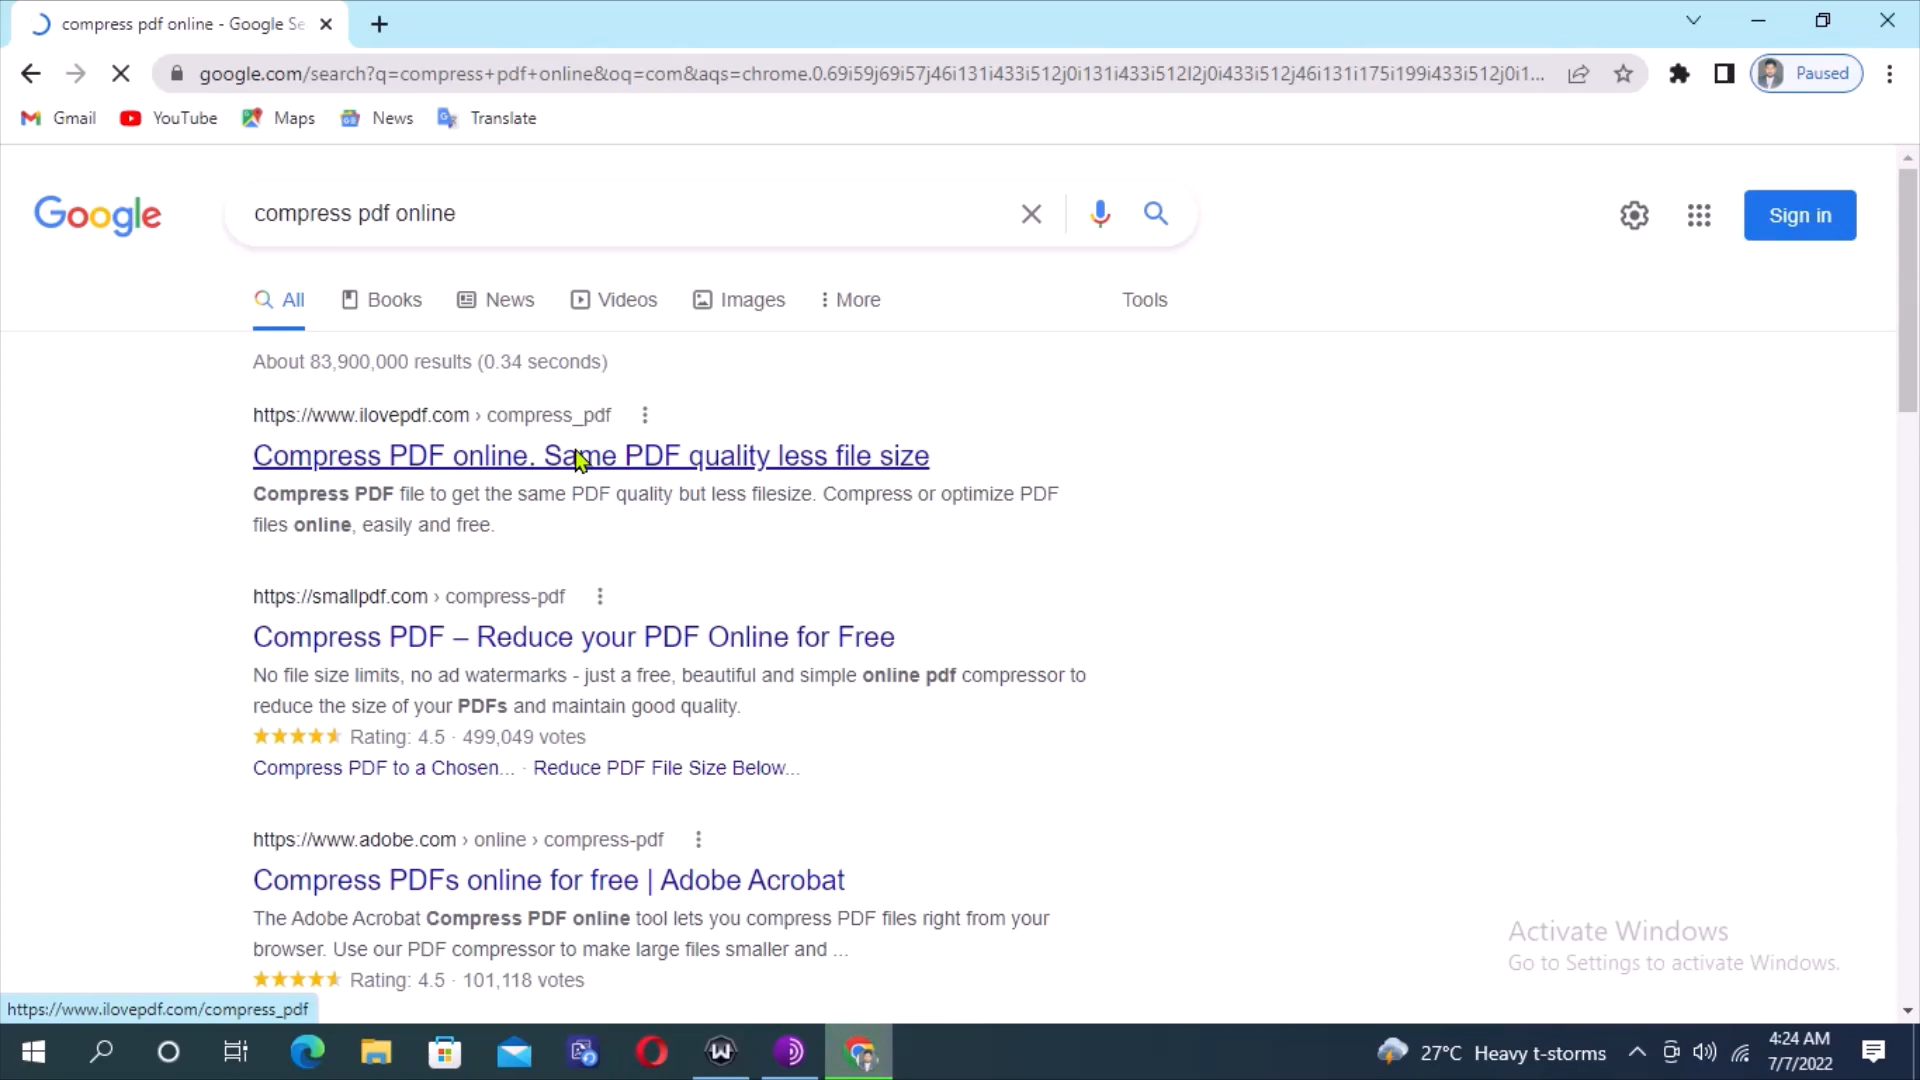 compress pdf online - Google Se
google.com/search?q=compress+pdf+online&oq=com&aqs=chrome.0.69i59j69i57j46i131i433i512j0i131i433i512l2j0i433i512j46i131i175i199i433i512j0i1...
Paused
Gmail YouTube Maps News Translate
Google
compress pdf online
Sign in
All Books News Videos Images More Tools
About 83,900,000 results (0.34 seconds)
https://www.ilovepdf.com › compress_pdf
Compress PDF online. Same PDF quality less file size
Compress PDF file to get the same PDF quality but less filesize. Compress or optimize PDF
files online, easily and free.
https://smallpdf.com › compress-pdf
Compress PDF – Reduce your PDF Online for Free
No file size limits, no ad watermarks - just a free, beautiful and simple online pdf compressor to
reduce the size of your PDFs and maintain good quality.
Rating: 4.5 · 499,049 votes
Compress PDF to a Chosen... · Reduce PDF File Size Below...
https://www.adobe.com › online › compress-pdf
Compress PDFs online for free | Adobe Acrobat
The Adobe Acrobat Compress PDF online tool lets you compress PDF files right from your
browser. Use our PDF compressor to make large files smaller and ...
Rating: 4.5 · 101,118 votes
Activate Windows
Go to Settings to activate Windows.
https://www.ilovepdf.com/compress_pdf
27°C Heavy t-storms
4:24 AM
7/7/2022